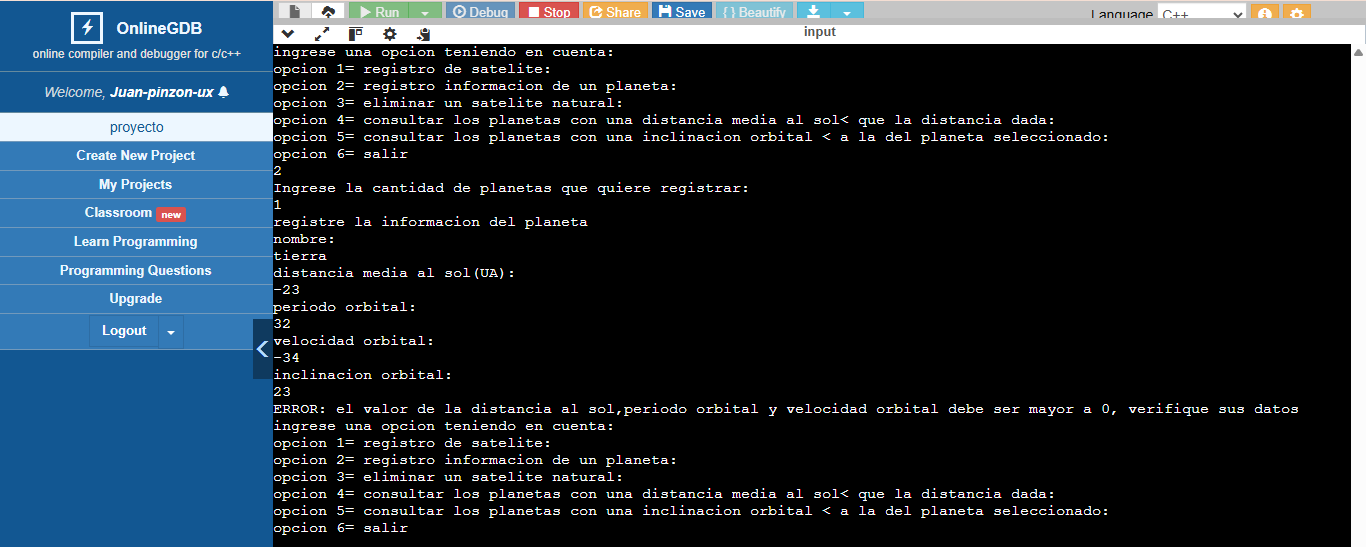 OnlineGDB
online compiler and debugger for c/c++
Welcome, Juan-pinzon-ux
proyecto
Create New Project
My Projects
Classroom new
Learn Programming
Programming Questions
Upgrade
Logout
Run Debug Stop Share Save { } Beautify Language C++
input
ingrese una opcion teniendo en cuenta:
opcion 1= registro de satelite:
opcion 2= registro informacion de un planeta:
opcion 3= eliminar un satelite natural:
opcion 4= consultar los planetas con una distancia media al sol< que la distancia dada:
opcion 5= consultar los planetas con una inclinacion orbital < a la del planeta seleccionado:
opcion 6= salir
2
Ingrese la cantidad de planetas que quiere registrar:
1
registre la informacion del planeta
nombre:
tierra
distancia media al sol(UA):
-23
periodo orbital:
32
velocidad orbital:
-34
inclinacion orbital:
23
ERROR: el valor de la distancia al sol,periodo orbital y velocidad orbital debe ser mayor a 0, verifique sus datos
ingrese una opcion teniendo en cuenta:
opcion 1= registro de satelite:
opcion 2= registro informacion de un planeta:
opcion 3= eliminar un satelite natural:
opcion 4= consultar los planetas con una distancia media al sol< que la distancia dada:
opcion 5= consultar los planetas con una inclinacion orbital < a la del planeta seleccionado:
opcion 6= salir